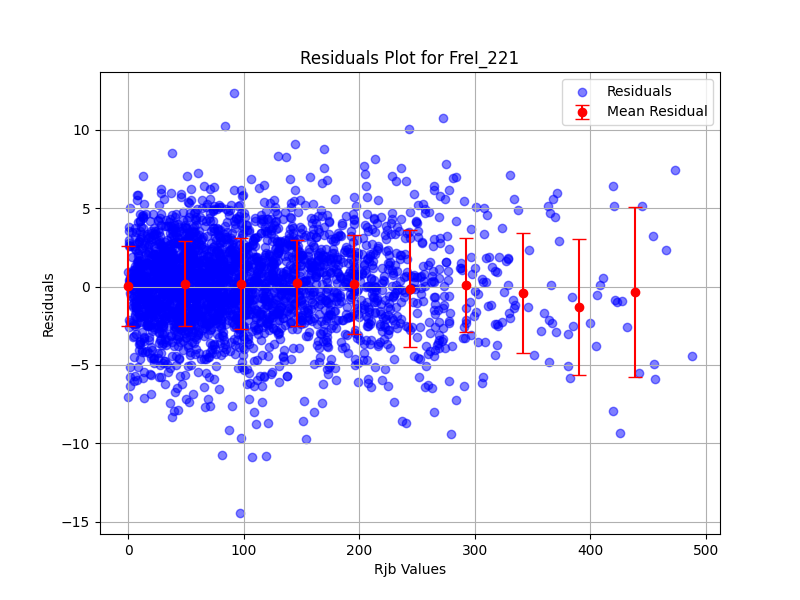 Residuals Plot for FreI_221
Residuals
Mean Residual
10
5
0
−5
−10
−15
Residuals
0 100 200 300 400 500
Rjb Values